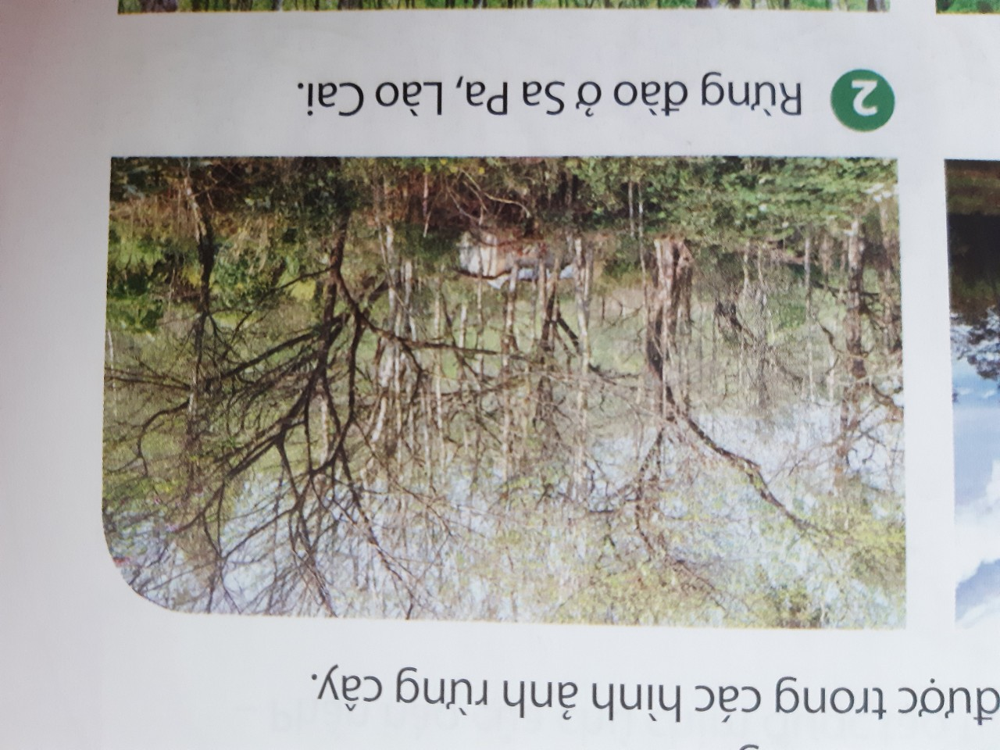 được trong các hình ảnh rừng cây.
2 Rừng đào ở Sa Pa, Lào Cai.